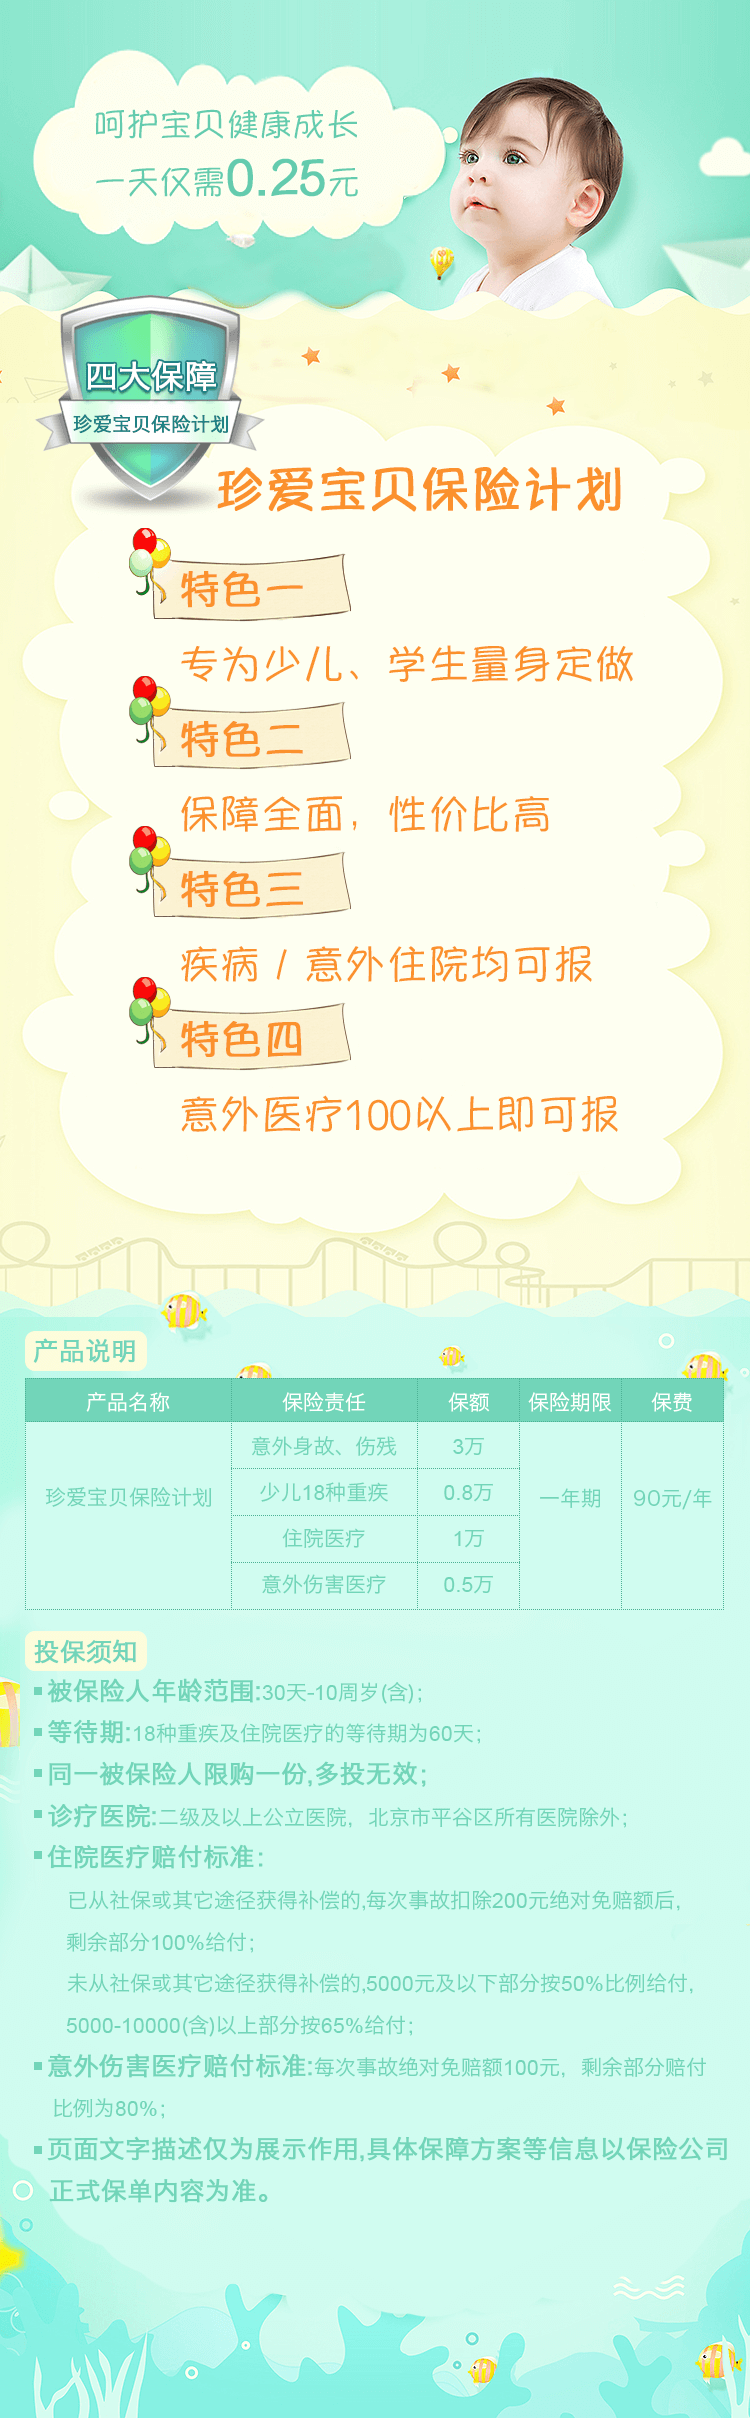 呵护宝贝健康成长
一天仅需0.25元
四大保障
珍爱宝贝保险计划
珍爱宝贝保险计划
特色一
专为少儿、学生量身定做
特色二
保障全面，性价比高
特色三
疾病 / 意外住院均可报
特色四
意外医疗100以上即可报
产品说明
产品名称 保险责任 保额 保险期限 保费
意外身故、伤残 3万
珍爱宝贝保险计划 少儿18种重疾 0.8万 一年期 90元/年
住院医疗 1万
意外伤害医疗 0.5万
投保须知
▪被保险人年龄范围:30天-10周岁(含);
▪等待期:18种重疾及住院医疗的等待期为60天;
▪同一被保险人限购一份,多投无效;
▪诊疗医院:二级及以上公立医院，北京市平谷区所有医院除外;
▪住院医疗赔付标准:
已从社保或其它途径获得补偿的,每次事故扣除200元绝对免赔额后,
剩余部分100%给付;
未从社保或其它途径获得补偿的,5000元及以下部分按50%比例给付,
5000-10000(含)以上部分按65%给付;
▪意外伤害医疗赔付标准:每次事故绝对免赔额100元，剩余部分赔付
比例为80%;
▪页面文字描述仅为展示作用,具体保障方案等信息以保险公司
正式保单内容为准。